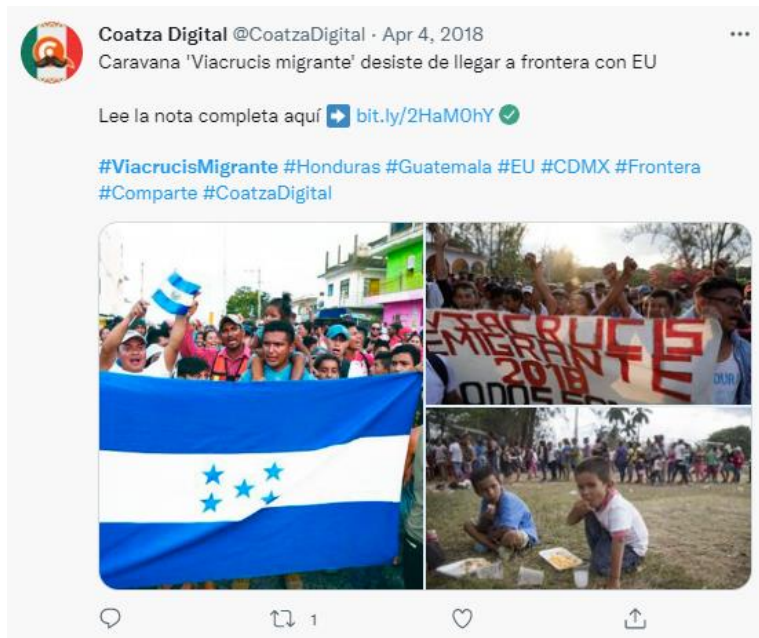 Coatza Digital @CoatzaDigital · Apr 4, 2018
Caravana 'Viacrucis migrante' desiste de llegar a frontera con EU
Lee la nota completa aquí ➡️ bit.ly/2HaM0hY
#ViacrucisMigrante #Honduras #Guatemala #EU #CDMX #Frontera
#Comparte #CoatzaDigital
VIACRUCIS
EMIGRANTE
2018
DUR
1